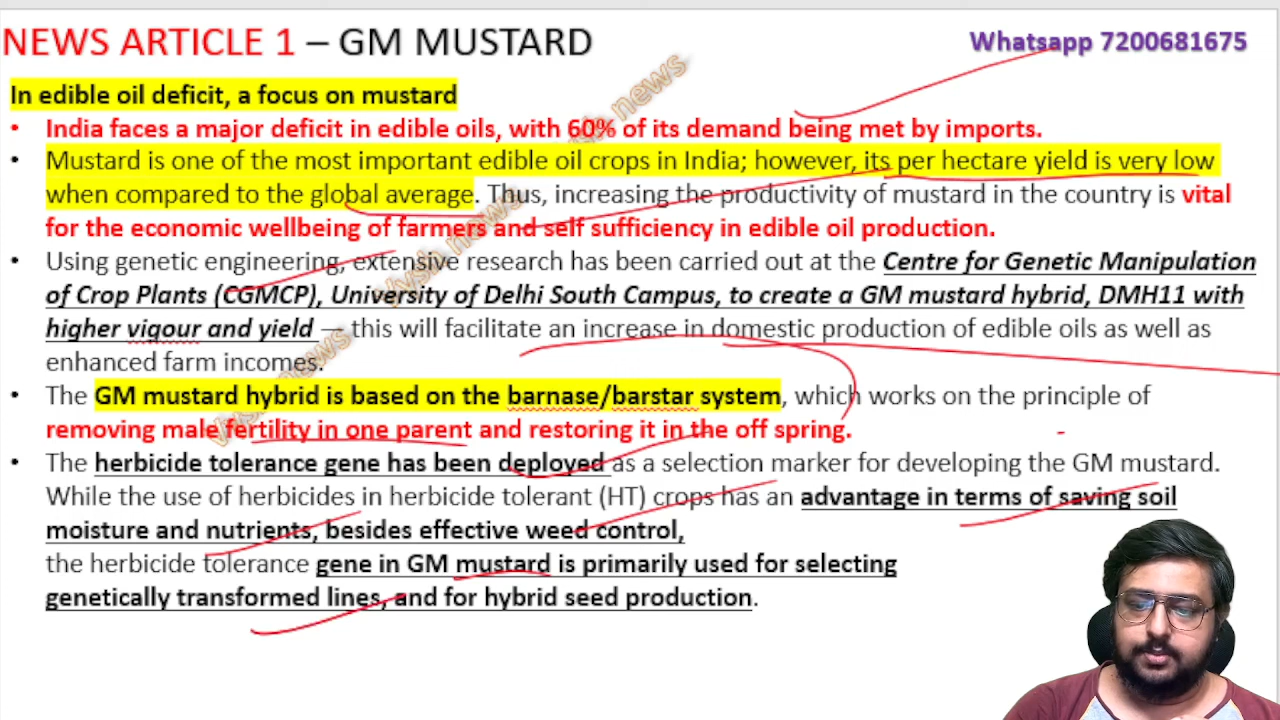 NEWS ARTICLE 1 – GM MUSTARD
Whatsapp 7200681675
In edible oil deficit, a focus on mustard
• India faces a major deficit in edible oils, with 60% of its demand being met by imports.
• Mustard is one of the most important edible oil crops in India; however, its per hectare yield is very low
when compared to the global average. Thus, increasing the productivity of mustard in the country is vital
for the economic wellbeing of farmers and self sufficiency in edible oil production.
• Using genetic engineering, extensive research has been carried out at the Centre for Genetic Manipulation
of Crop Plants (CGMCP), University of Delhi South Campus, to create a GM mustard hybrid, DMH11 with
higher vigour and yield — this will facilitate an increase in domestic production of edible oils as well as
enhanced farm incomes.
• The GM mustard hybrid is based on the barnase/barstar system, which works on the principle of
removing male fertility in one parent and restoring it in the off spring.
• The herbicide tolerance gene has been deployed as a selection marker for developing the GM mustard.
While the use of herbicides in herbicide tolerant (HT) crops has an advantage in terms of saving soil
moisture and nutrients, besides effective weed control,
the herbicide tolerance gene in GM mustard is primarily used for selecting
genetically transformed lines, and for hybrid seed production.